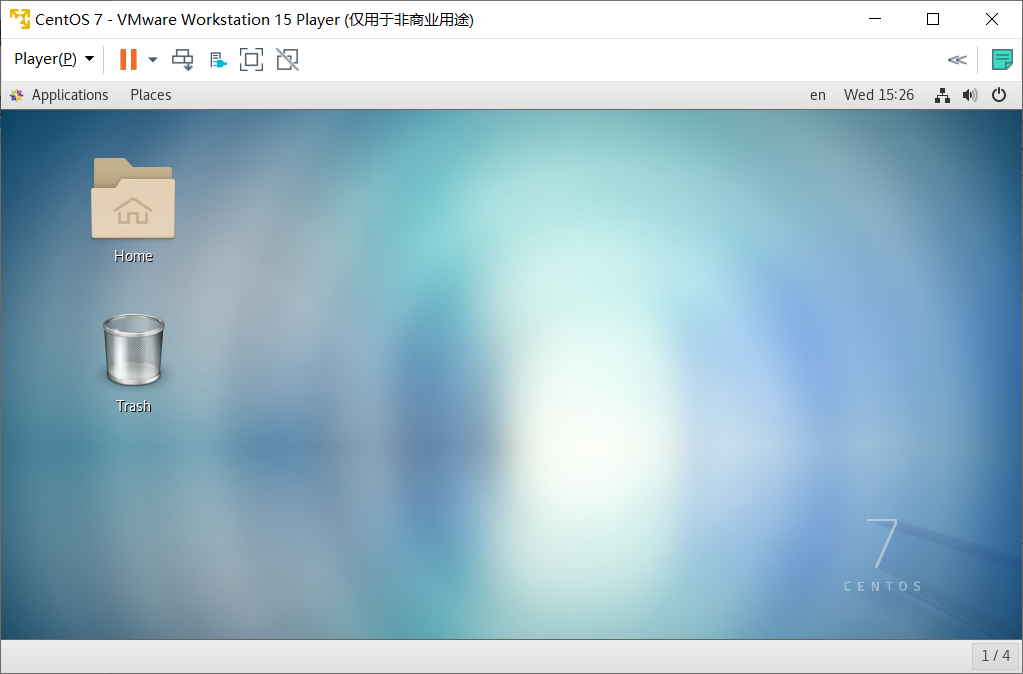 CentOS 7 - VMware Workstation 15 Player (仅用于非商业用途)
Player(P)
Applications Places en Wed 15:26
Home
Trash
7
CENTOS
1 / 4